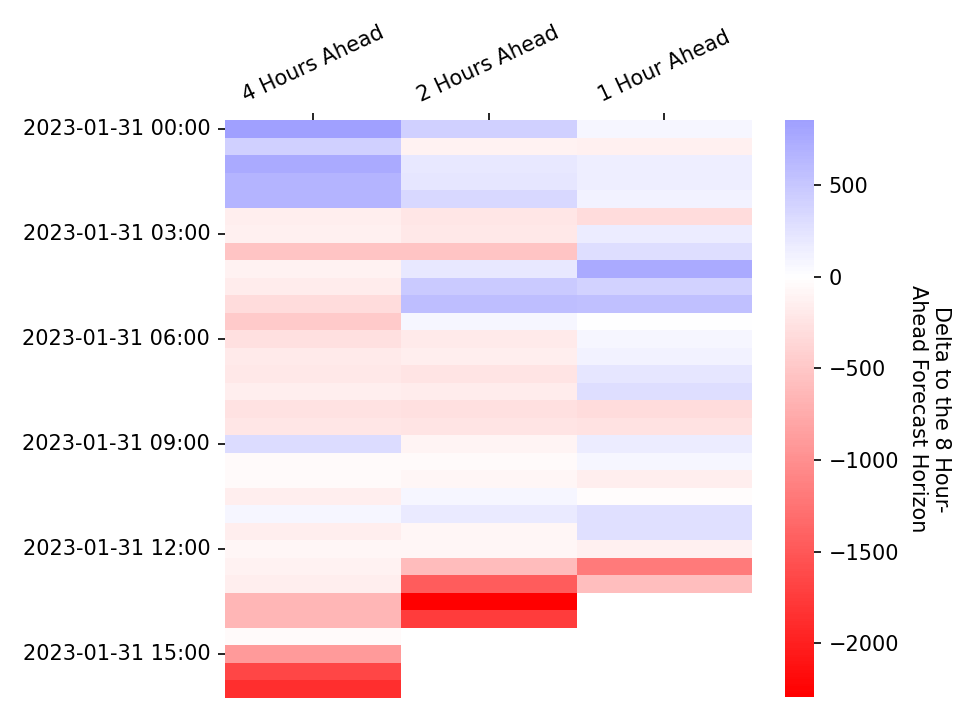 4 Hours Ahead
2 Hours Ahead
1 Hour Ahead
2023-01-31 00:00
2023-01-31 03:00
2023-01-31 06:00
2023-01-31 09:00
2023-01-31 12:00
2023-01-31 15:00
500
0
−500
−1000
−1500
−2000
Delta to the 8 Hour-
Ahead Forecast Horizon